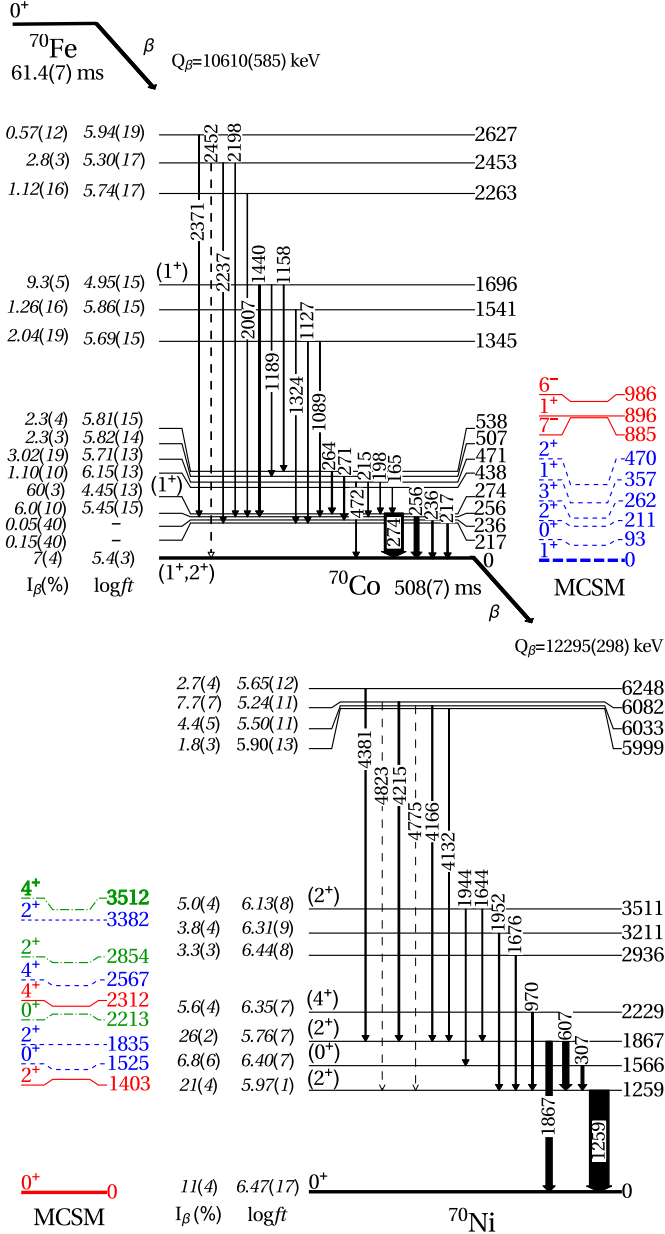 0⁺
⁷⁰Fe
61.4(7) ms
β
Qβ=10610(585) keV
0.57(12) 5.94(19) 2627
2.8(3) 5.30(17) 2453
1.12(16) 5.74(17) 2263
9.3(5) 4.95(15) (1⁺) 1696
1.26(16) 5.86(15) 1541
2.04(19) 5.69(15) 1345
2.3(4) 5.81(15) 538
2.3(3) 5.82(14) 507
3.02(19) 5.71(13) 471
1.10(10) 6.15(13) 438
60(3) 4.45(13) (1⁺) 274
6.0(10) 5.45(15) 256
0.05(40) – 236
0.15(40) – 217
7(4) 5.4(3) (1⁺,2⁺) 0
Iβ(%) logft
2371 2452 2237 2198 2007 1440 1189 1158 1324 1127 1089 264 271 472 215 198 165 274 256 236 217
⁷⁰Co 508(7) ms
6⁻ 986
1⁺ 896
7⁻ 885
2⁺ 470
1⁺ 357
3⁺ 262
2⁺ 211
0⁺ 93
1⁺ 0
MCSM
β
Qβ=12295(298) keV
2.7(4) 5.65(12) 6248
7.7(7) 5.24(11) 6082
4.4(5) 5.50(11) 6033
1.8(3) 5.90(13) 5999
5.0(4) 6.13(8) (2⁺) 3511
3.8(4) 6.31(9) 3211
3.3(3) 6.44(8) 2936
5.6(4) 6.35(7) (4⁺) 2229
26(2) 5.76(7) (2⁺) 1867
6.8(6) 6.40(7) (0⁺) 1566
21(4) 5.97(1) (2⁺) 1259
11(4) 6.47(17) 0⁺ 0
Iβ(%) logft
4381 4823 4215 4775 4166 4132 1944 1644 1952 1676 970 1867 607 307 1259
⁷⁰Ni
4⁺ 3512
2⁺ 3382
2⁺ 2854
4⁺ 2567
4⁺ 2312
0⁺ 2213
2⁺ 1835
0⁺ 1525
2⁺ 1403
0⁺ 0
MCSM